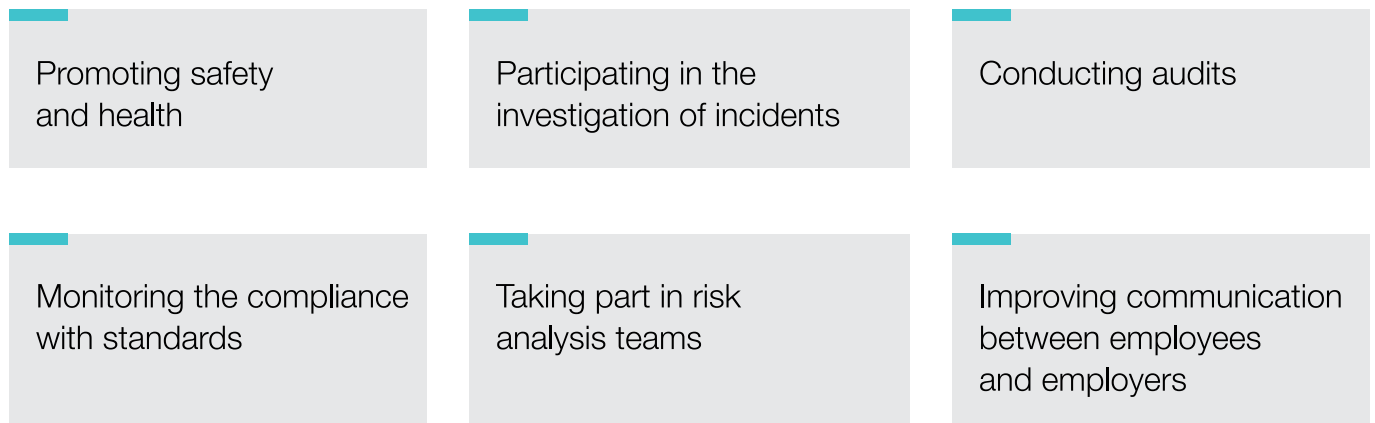 Promoting safety
and health
Participating in the
investigation of incidents
Conducting audits
Monitoring the compliance
with standards
Taking part in risk
analysis teams
Improving communication
between employees
and employers